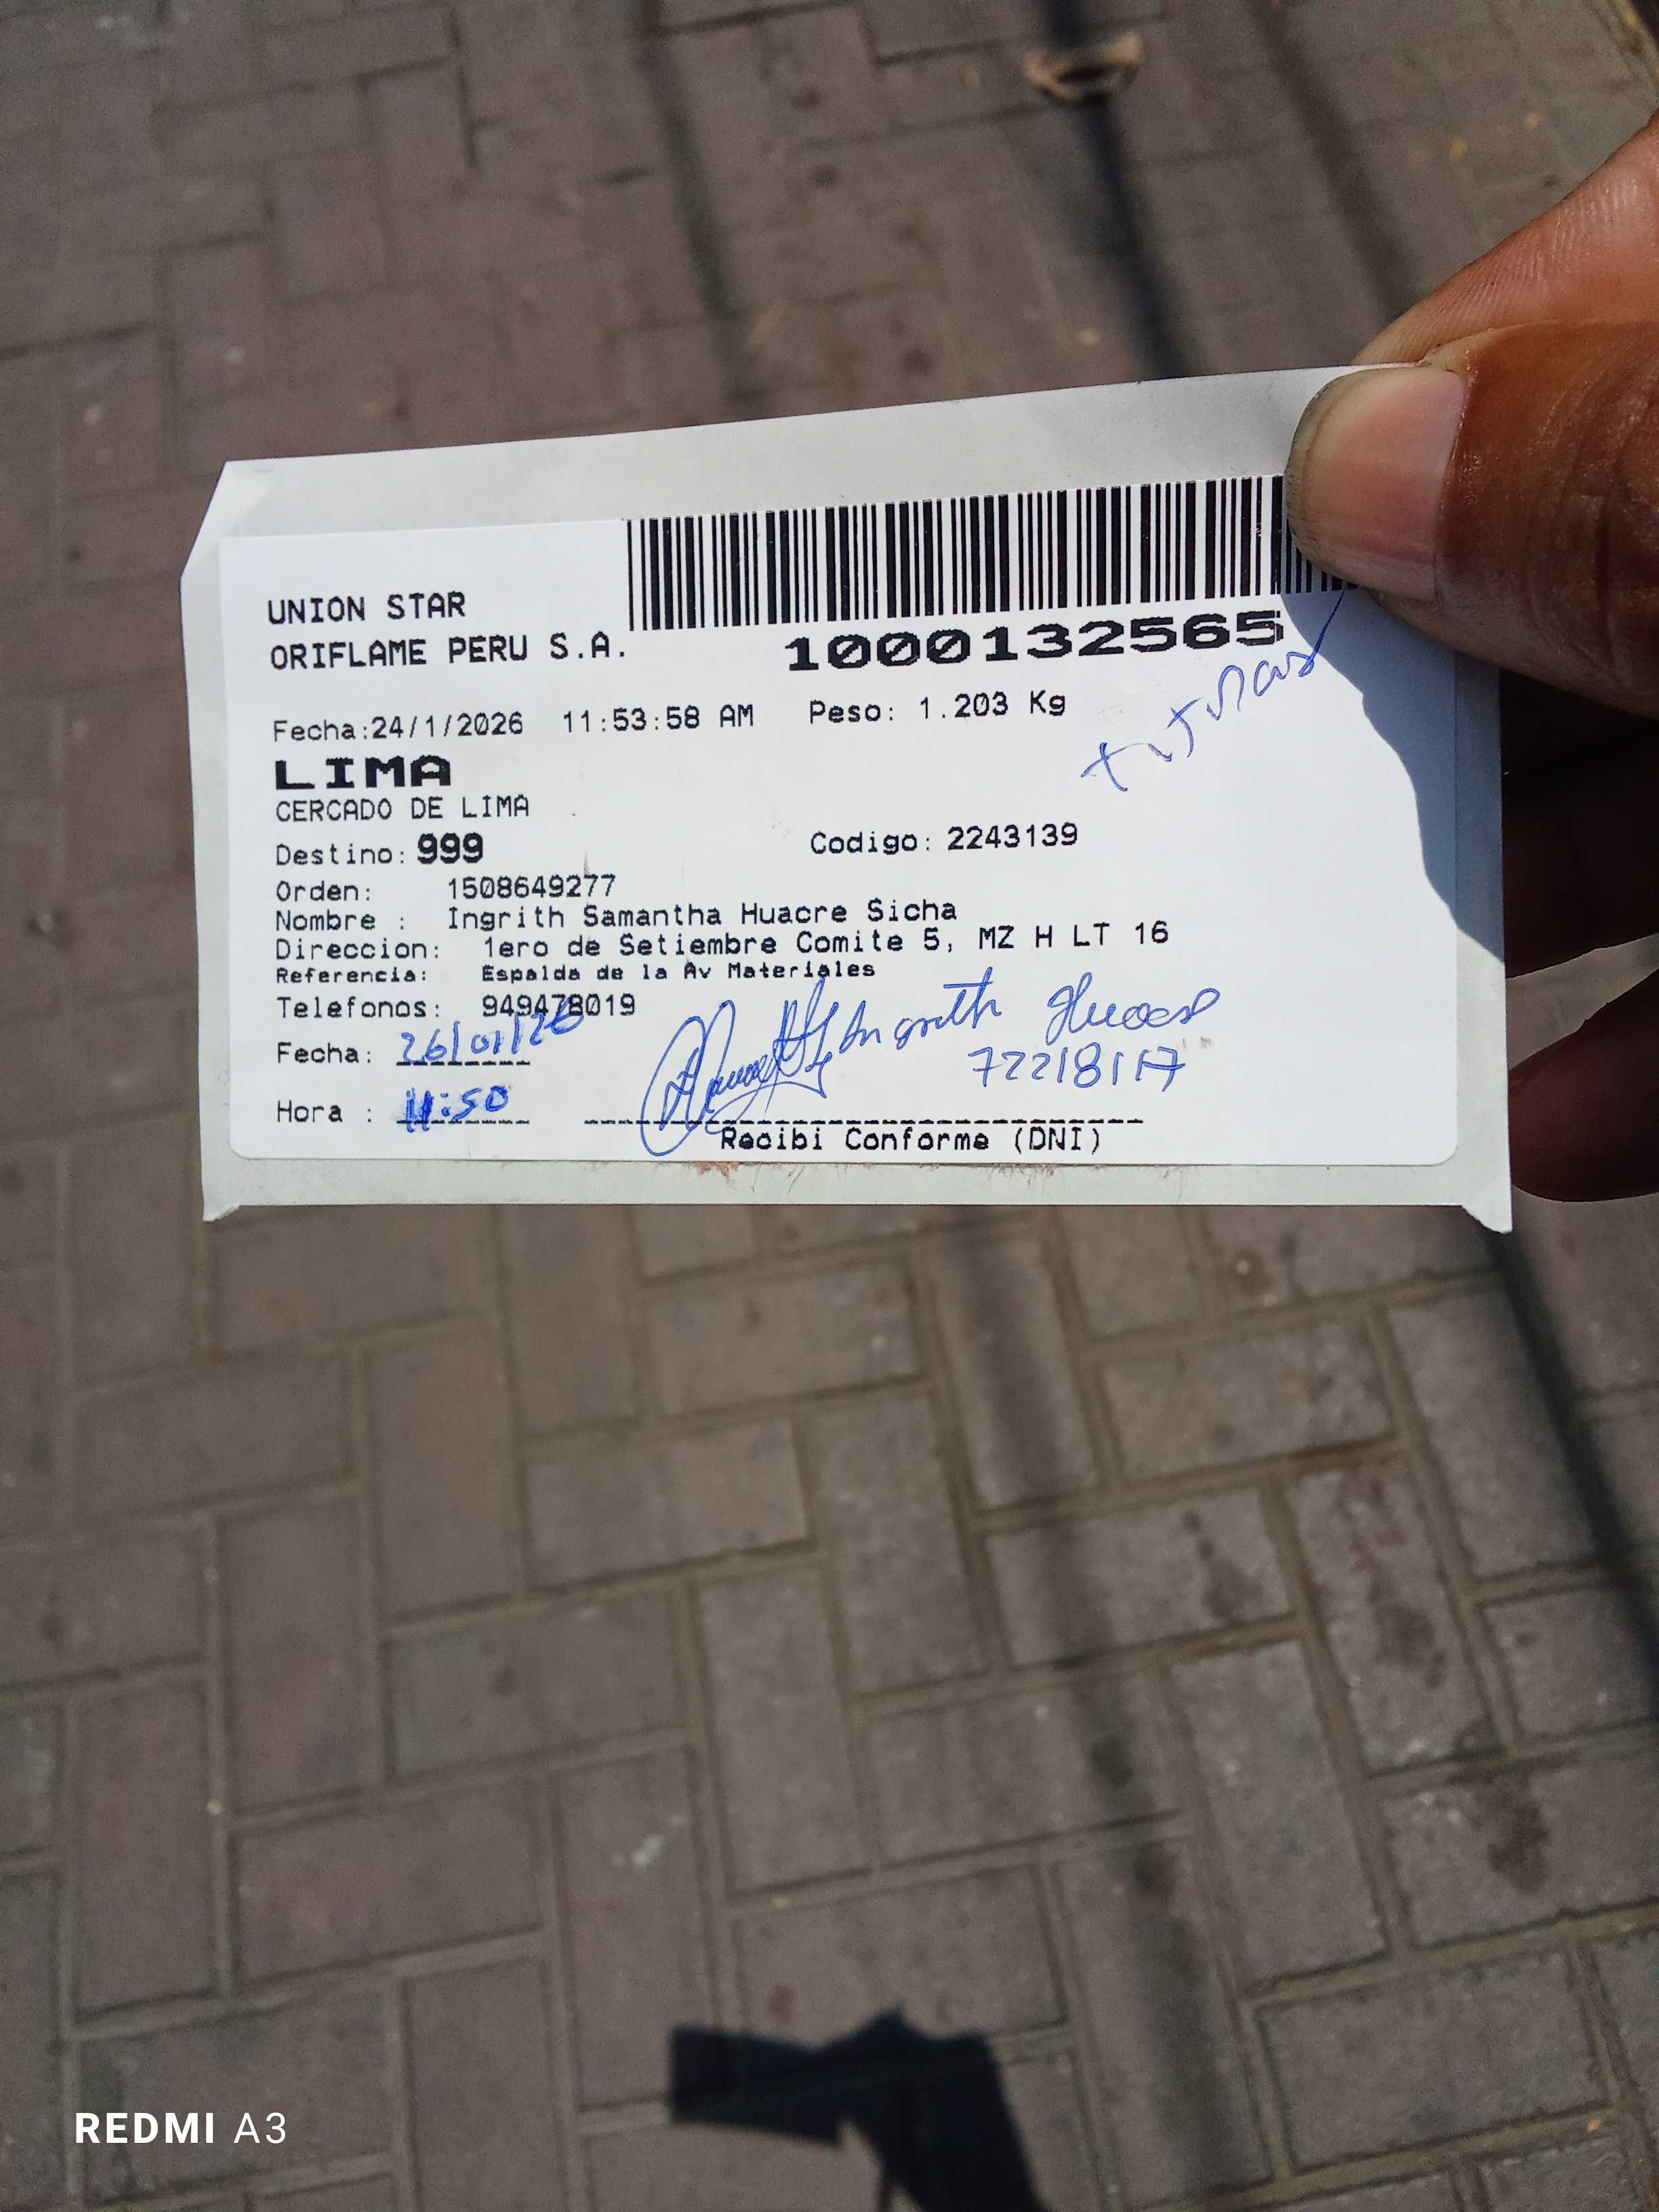 UNION STAR
ORIFLAME PERU S.A.
1000132565
Fecha:24/1/2026 11:53:58 AM Peso: 1.203 Kg
LIMA
CERCADO DE LIMA
Destino: 999 Codigo: 2243139
Orden: 1508649277
Nombre : Ingrith Samantha Huacre Sicha
Direccion: 1ero de Setiembre Comite 5, MZ H LT 16
Referencia: Espalda de la Av Materiales
Telefonos: 949478019
Fecha: 26/01/26
Hora : 11:50
Recibi Conforme (DNI)
REDMI A3